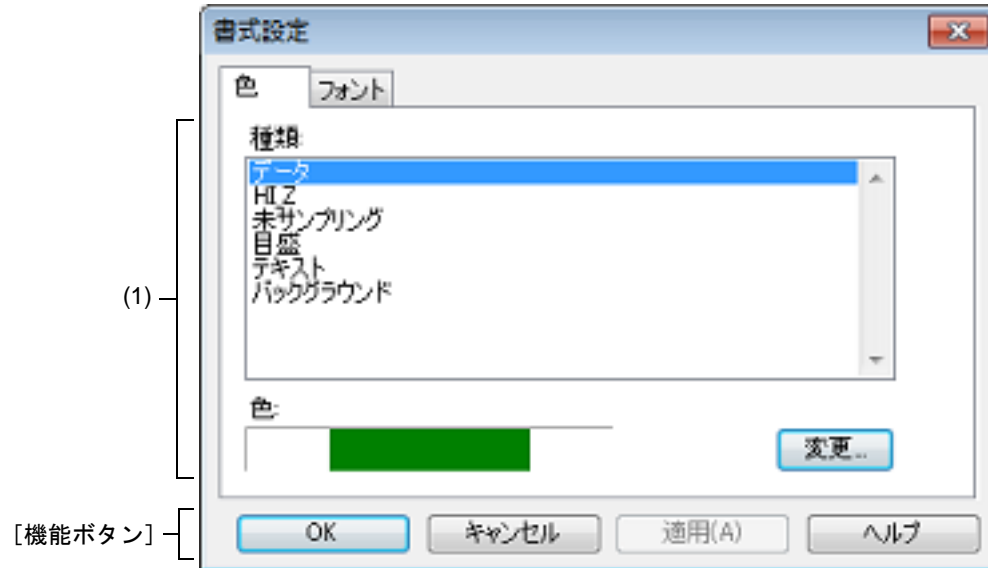 書式設定
色 フォント
種類:
データ
HI Z
未サンプリング
目盛
テキスト
バックグラウンド
(1)
色:
変更...
[機能ボタン]
OK キャンセル 適用(A) ヘルプ